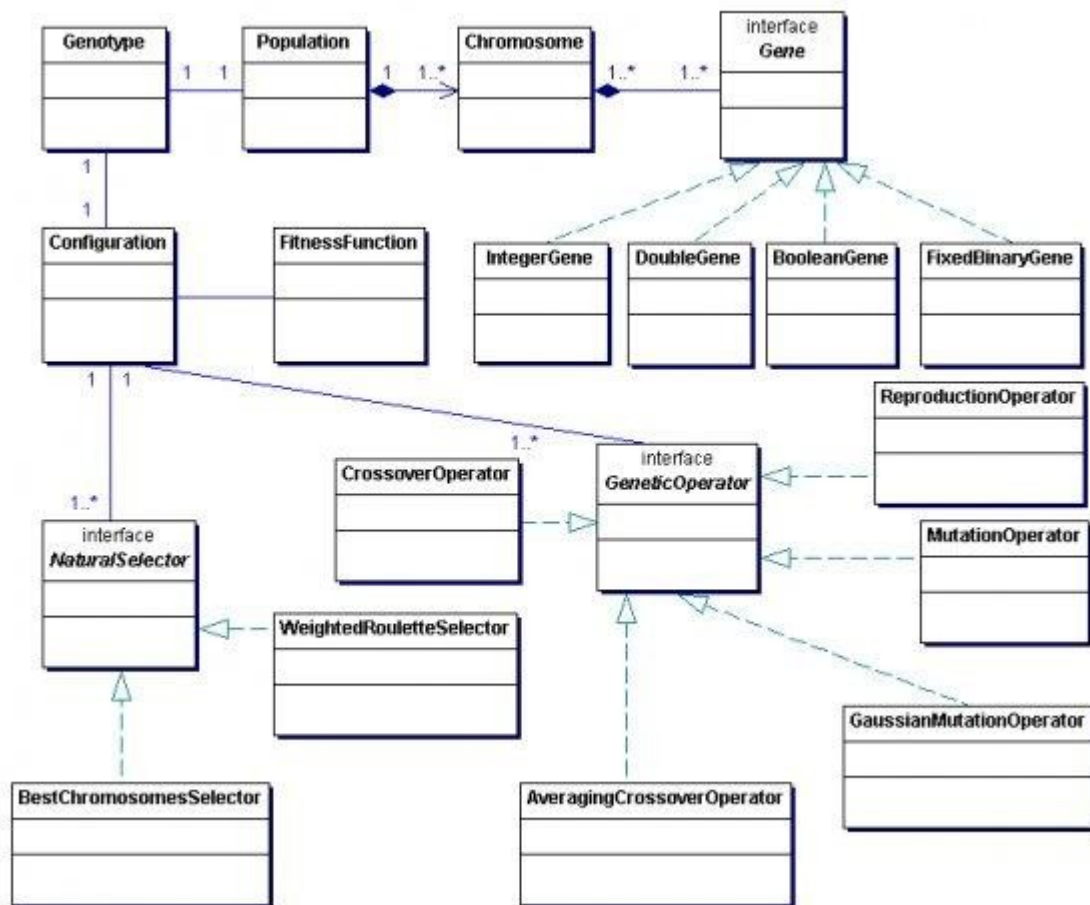 Genotype
Population
Chromosome
interface
Gene
1
1
1
1..*
1..*
1..*
1
1
Configuration
FitnessFunction
IntegerGene
DoubleGene
BooleanGene
FixedBinaryGene
1
1
1..*
1..*
ReproductionOperator
CrossoverOperator
interface
GeneticOperator
interface
NaturalSelector
MutationOperator
WeightedRouletteSelector
GaussianMutationOperator
BestChromosomesSelector
AveragingCrossoverOperator